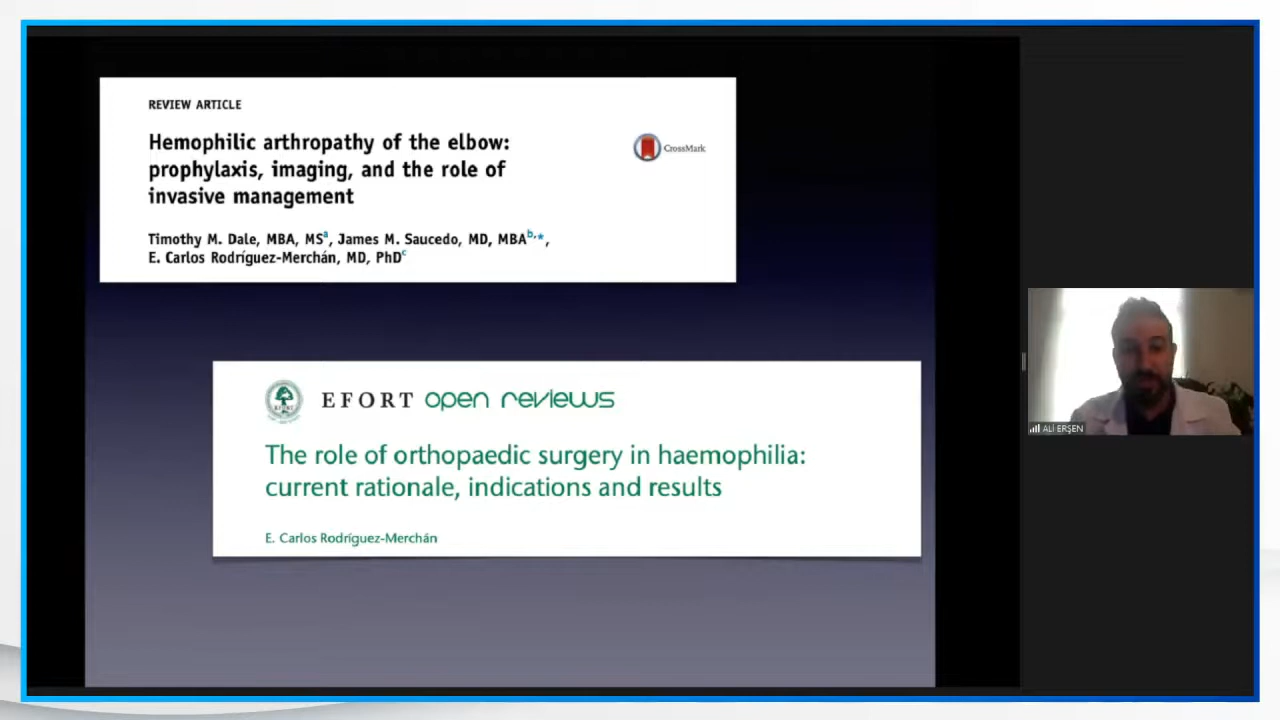 REVIEW ARTICLE
Hemophilic arthropathy of the elbow:
prophylaxis, imaging, and the role of
invasive management
CrossMark
Timothy M. Dale, MBA, MSa, James M. Saucedo, MD, MBAb,*,
E. Carlos Rodríguez-Merchán, MD, PhDc
EFORT
EFORT open reviews
The role of orthopaedic surgery in haemophilia:
current rationale, indications and results
E. Carlos Rodríguez-Merchán
ALİ ERŞEN